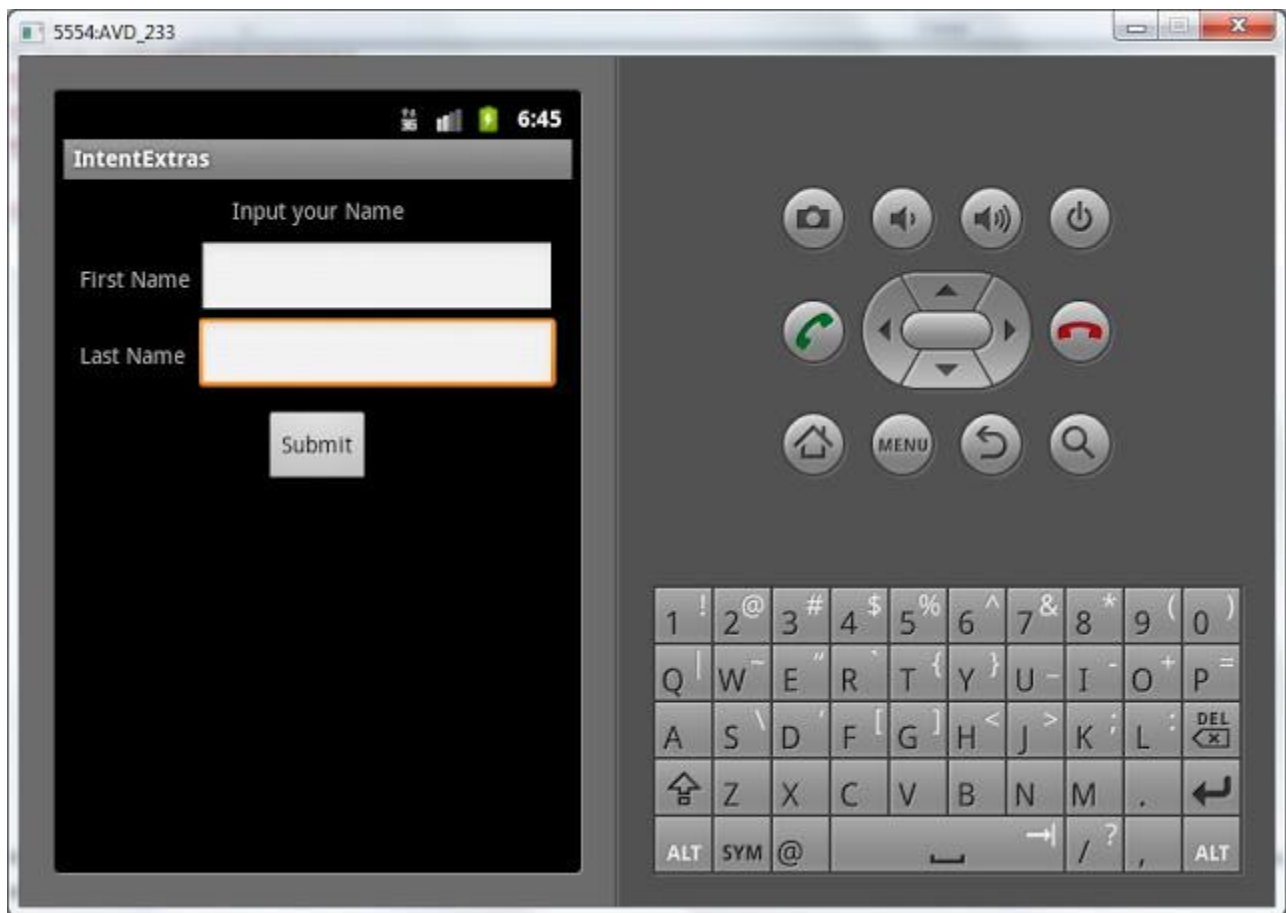 5554:AVD_233
3G 6:45
IntentExtras
Input your Name
First Name
Last Name
Submit
MENU
1 ! 2 @ 3 # 4 $ 5 % 6 ^ 7 & 8 * 9 ( 0 )
Q | W ~ E " R ` T { Y } U _ I - O + P =
A S \ D ' F [ G ] H < J > K ; L : DEL
Z X C V B N M .
ALT SYM @ / ? , ALT